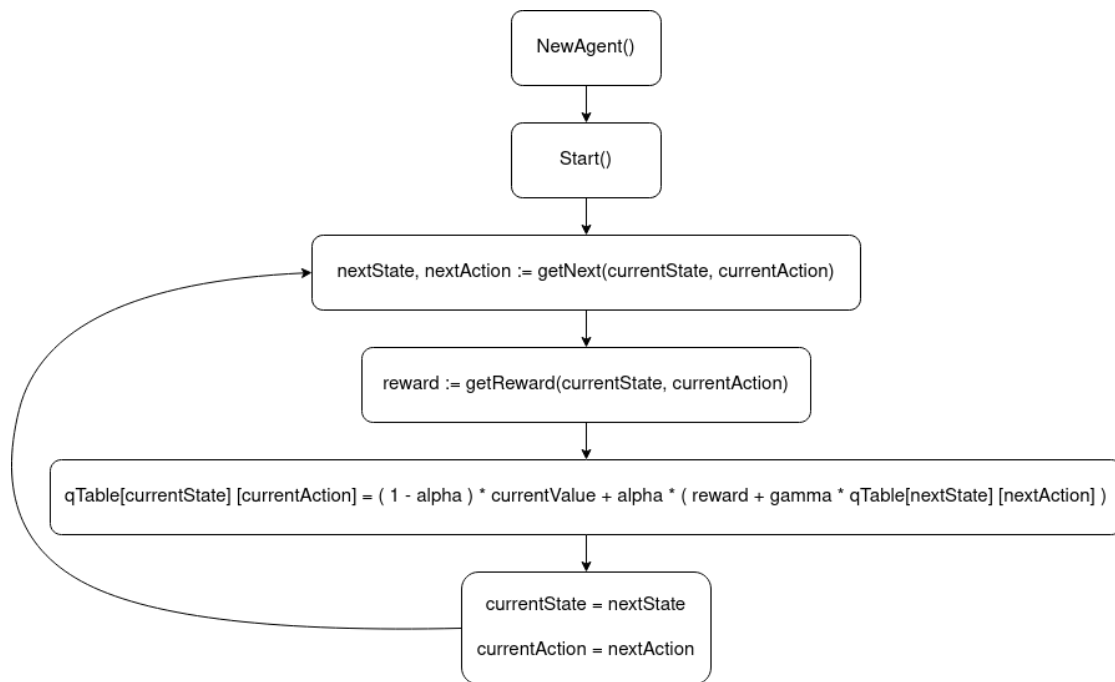 NewAgent()
Start()
nextState, nextAction := getNext(currentState, currentAction)
reward := getReward(currentState, currentAction)
qTable[currentState] [currentAction] = ( 1 - alpha ) * currentValue + alpha * ( reward + gamma * qTable[nextState] [nextAction] )
currentState = nextState
currentAction = nextAction